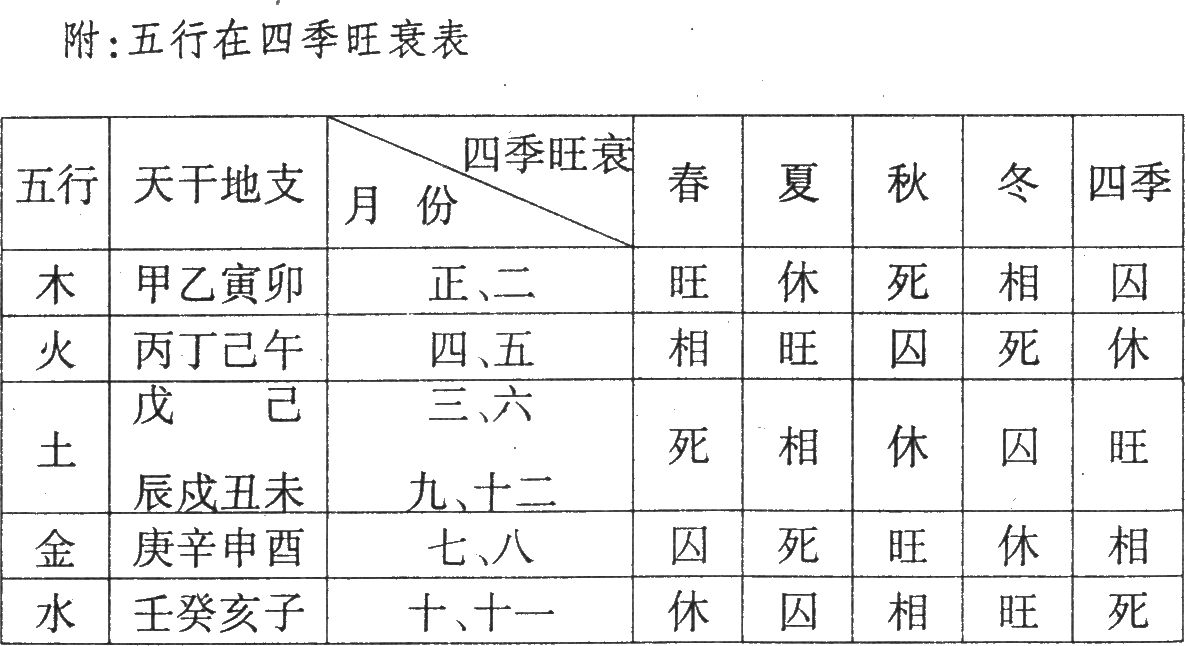 附:五行在四季旺衰表
五行 天干地支 四季旺衰 月份 春 夏 秋 冬 四季
木 甲乙寅卯 正、二 旺 休 死 相 囚
火 丙丁己午 四、五 相 旺 囚 死 休
戊己 三、六
土 死 相 休 囚 旺
辰戍丑未 九、十二
金 庚辛申酉 七、八 囚 死 旺 休 相
水 壬癸亥子 十、十一 休 囚 相 旺 死